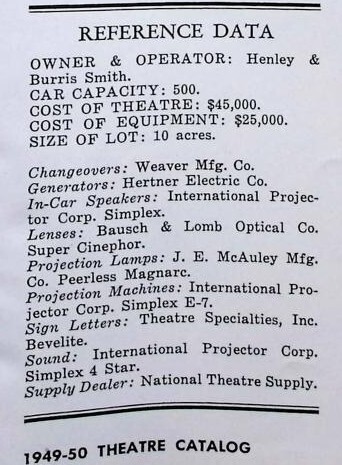 REFERENCE DATA
OWNER & OPERATOR: Henley &
Burris Smith.
CAR CAPACITY: 500.
COST OF THEATRE: $45,000.
COST OF EQUIPMENT: $25,000.
SIZE OF LOT: 10 acres.
Changeovers: Weaver Mfg. Co.
Generators: Hertner Electric Co.
In-Car Speakers: International Projec-
tor Corp. Simplex.
Lenses: Bausch & Lomb Optical Co.
Super Cinephor.
Projection Lamps: J. E. McAuley Mfg.
Co. Peerless Magnarc.
Projection Machines: International Pro-
jector Corp. Simplex E-7.
Sign Letters: Theatre Specialties, Inc.
Bevelite.
Sound: International Projector Corp.
Simplex 4 Star.
Supply Dealer: National Theatre Supply.
1949-50 THEATRE CATALOG